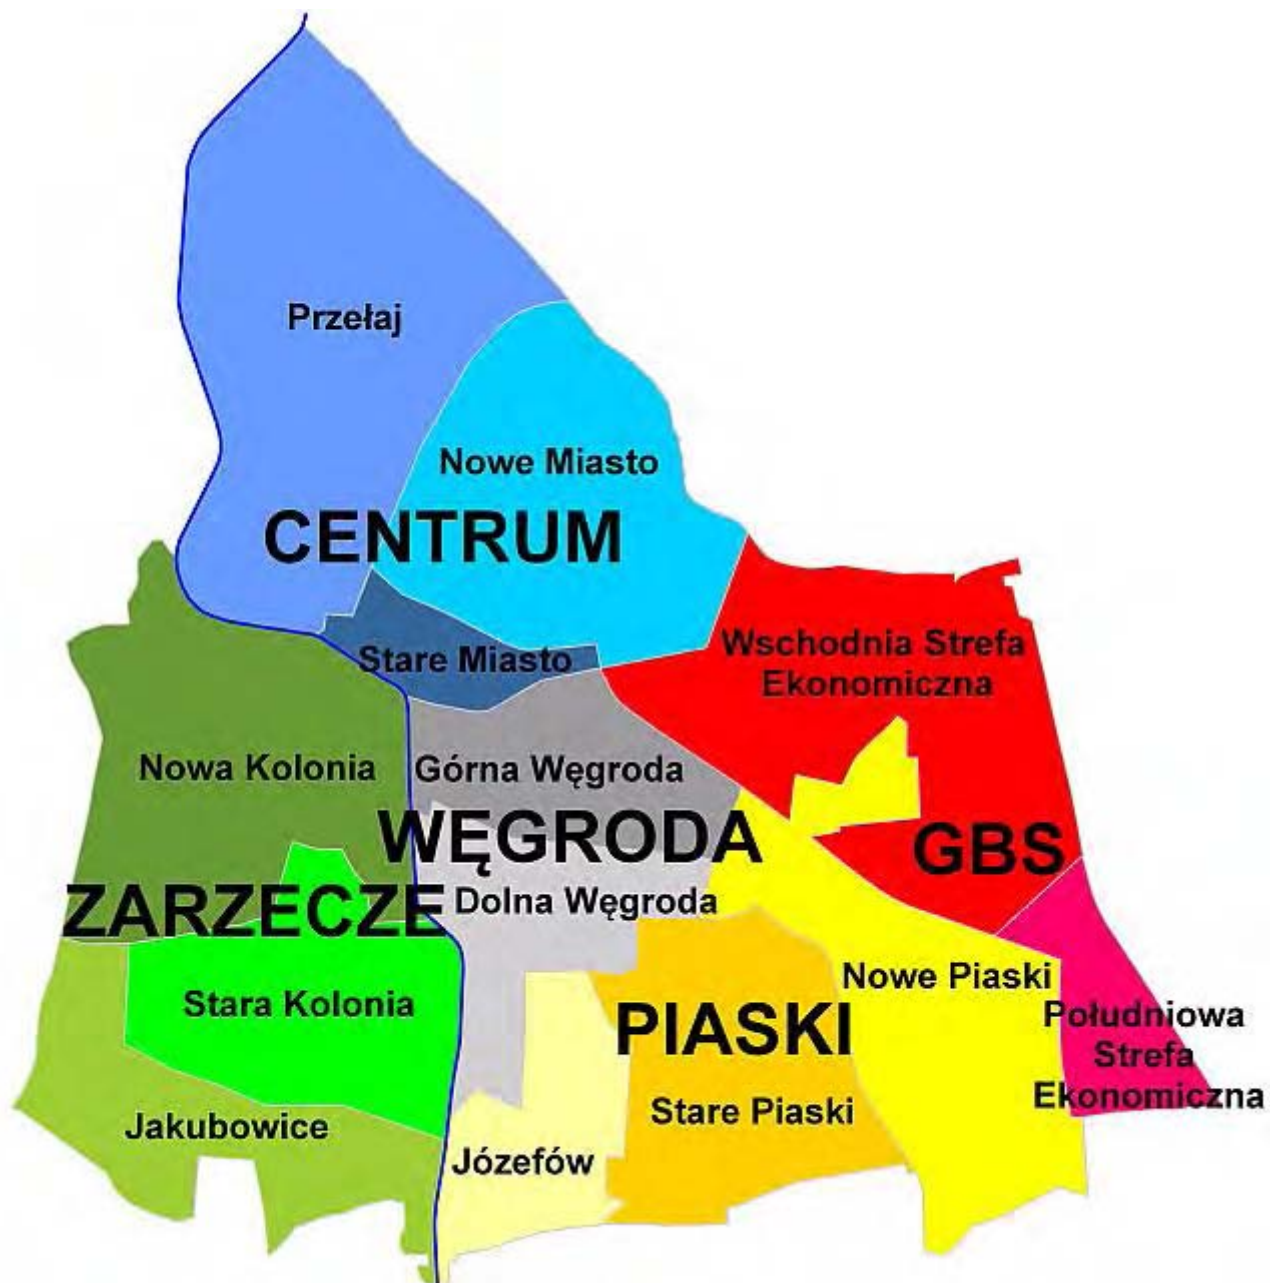 Przełaj
Nowe Miasto
CENTRUM
Stare Miasto
Wschodnia Strefa
Ekonomiczna
Nowa Kolonia
Górna Węgroda
WĘGRODA
GBS
ZARZECZE
Dolna Węgroda
Stara Kolonia
Nowe Piaski
PIASKI
Południowa
Strefa
Ekonomiczna
Jakubowice
Stare Piaski
Józefów